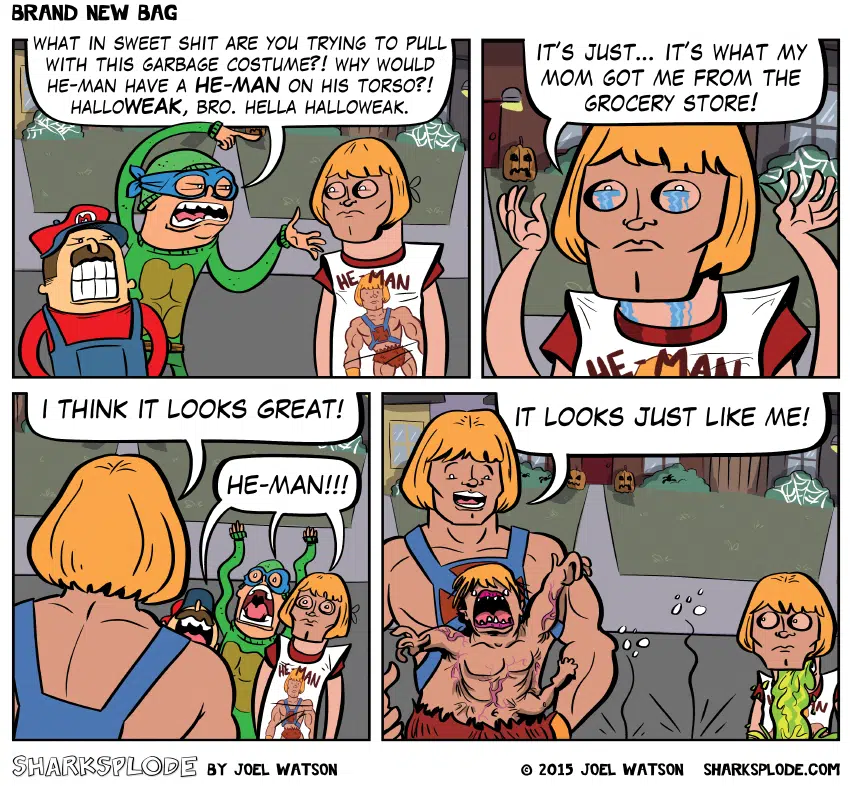 BRAND NEW BAG
WHAT IN SWEET SHIT ARE YOU TRYING TO PULL
WITH THIS GARBAGE COSTUME?! WHY WOULD
HE-MAN HAVE A HE-MAN ON HIS TORSO?!
HALLOWEAK, BRO. HELLA HALLOWEAK.
M
HE-MAN
IT'S JUST... IT'S WHAT MY
MOM GOT ME FROM THE
GROCERY STORE!
HE-MAN
I THINK IT LOOKS GREAT!
HE-MAN!!!
HE-MAN
IT LOOKS JUST LIKE ME!
SHARKSPLODE BY JOEL WATSON
© 2015 JOEL WATSON SHARKSPLODE.COM